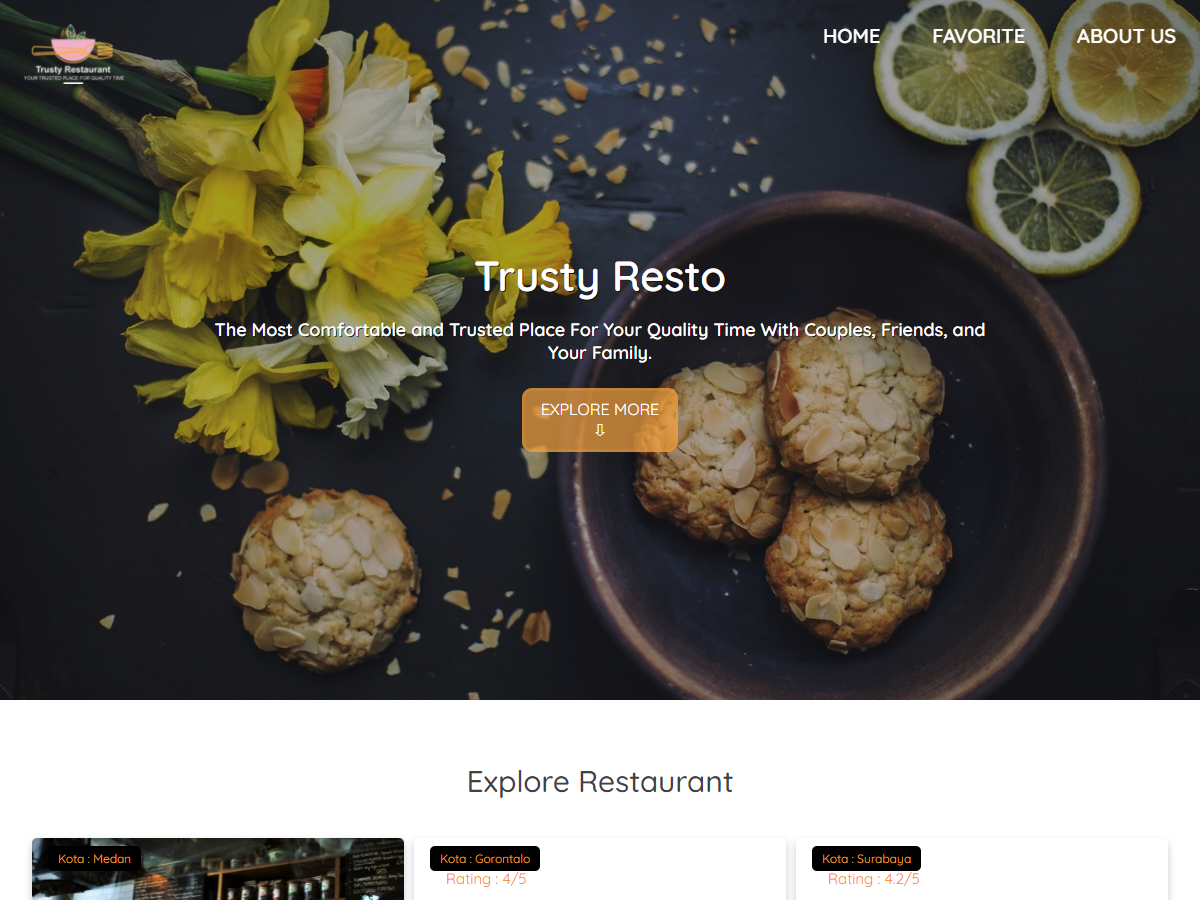 HOME
FAVORITE
ABOUT US
Trusty Restaurant
YOUR TRUSTED PLACE FOR QUALITY TIME
Trusty Resto
The Most Comfortable and Trusted Place For Your Quality Time With Couples, Friends, and
Your Family.
EXPLORE MORE
⇩
Explore Restaurant
Kota : Medan
Kota : Gorontalo
Rating : 4/5
Kota : Surabaya
Rating : 4.2/5